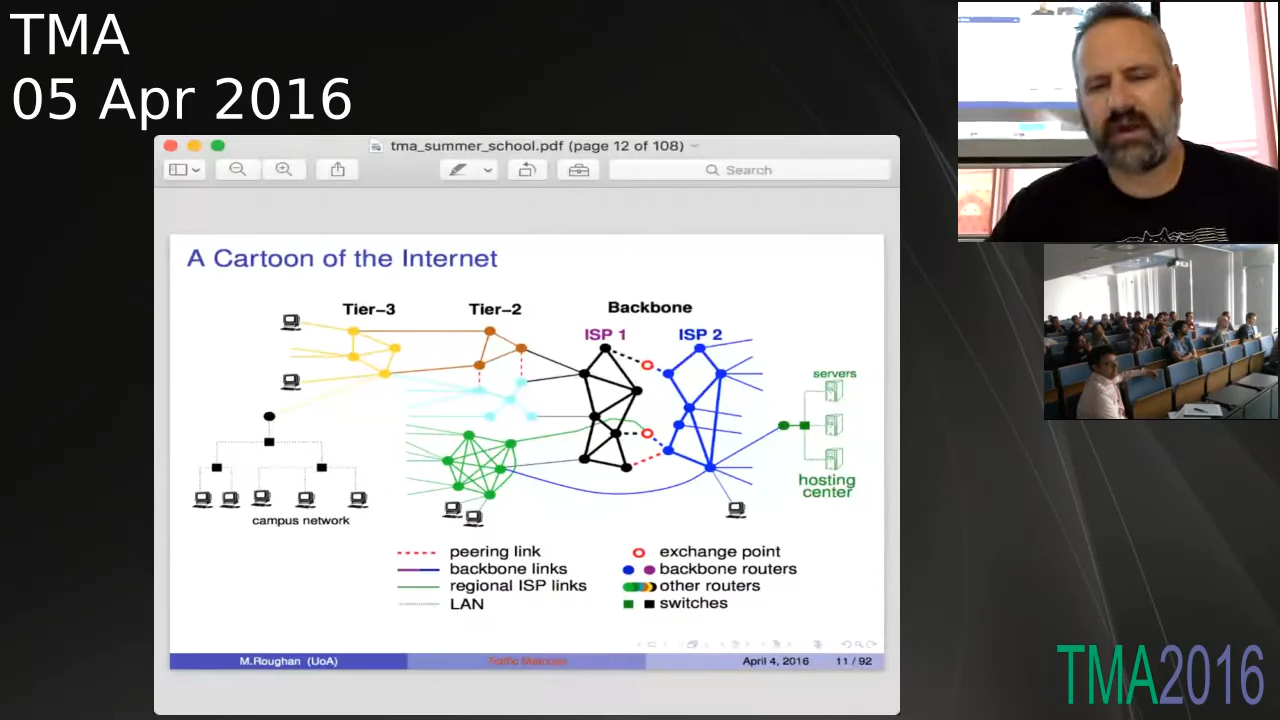 TMA
05 Apr 2016
tma_summer_school.pdf (page 12 of 108)
Search
A Cartoon of the Internet
Tier-3
Tier-2
Backbone
ISP 1
ISP 2
servers
hosting
center
campus network
peering link
backbone links
regional ISP links
LAN
exchange point
backbone routers
other routers
switches
M.Roughan (UoA)
April 4, 2016
11 / 92
TMA2016